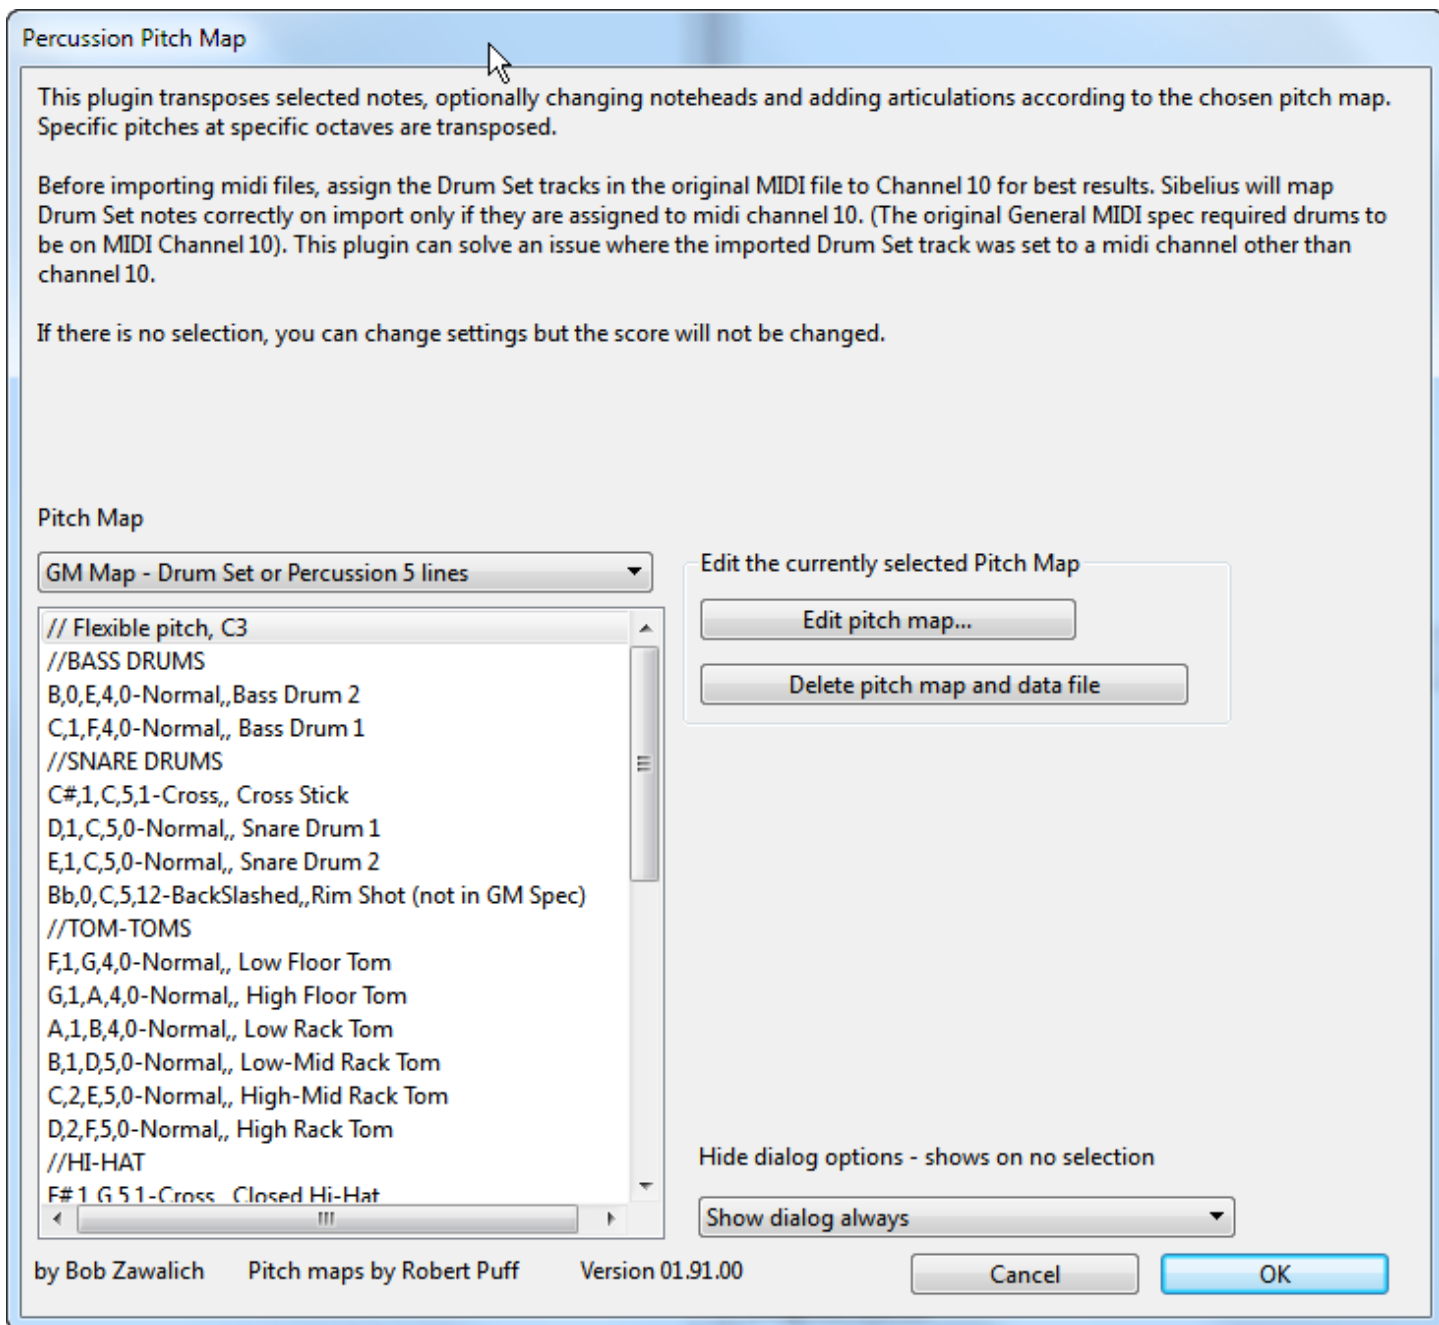 Percussion Pitch Map
This plugin transposes selected notes, optionally changing noteheads and adding articulations according to the chosen pitch map.
Specific pitches at specific octaves are transposed.
Before importing midi files, assign the Drum Set tracks in the original MIDI file to Channel 10 for best results. Sibelius will map
Drum Set notes correctly on import only if they are assigned to midi channel 10. (The original General MIDI spec required drums to
be on MIDI Channel 10). This plugin can solve an issue where the imported Drum Set track was set to a midi channel other than
channel 10.
If there is no selection, you can change settings but the score will not be changed.
Pitch Map
GM Map - Drum Set or Percussion 5 lines
// Flexible pitch, C3
//BASS DRUMS
B,0,E,4,0-Normal,,Bass Drum 2
C,1,F,4,0-Normal,, Bass Drum 1
//SNARE DRUMS
C#,1,C,5,1-Cross,, Cross Stick
D,1,C,5,0-Normal,, Snare Drum 1
E,1,C,5,0-Normal,, Snare Drum 2
Bb,0,C,5,12-BackSlashed,,Rim Shot (not in GM Spec)
//TOM-TOMS
F,1,G,4,0-Normal,, Low Floor Tom
G,1,A,4,0-Normal,, High Floor Tom
A,1,B,4,0-Normal,, Low Rack Tom
B,1,D,5,0-Normal,, Low-Mid Rack Tom
C,2,E,5,0-Normal,, High-Mid Rack Tom
D,2,F,5,0-Normal,, High Rack Tom
//HI-HAT
F#,1,G,5,1-Cross,, Closed Hi-Hat
Edit the currently selected Pitch Map
Edit pitch map...
Delete pitch map and data file
Hide dialog options - shows on no selection
Show dialog always
by Bob Zawalich Pitch maps by Robert Puff Version 01.91.00
Cancel OK